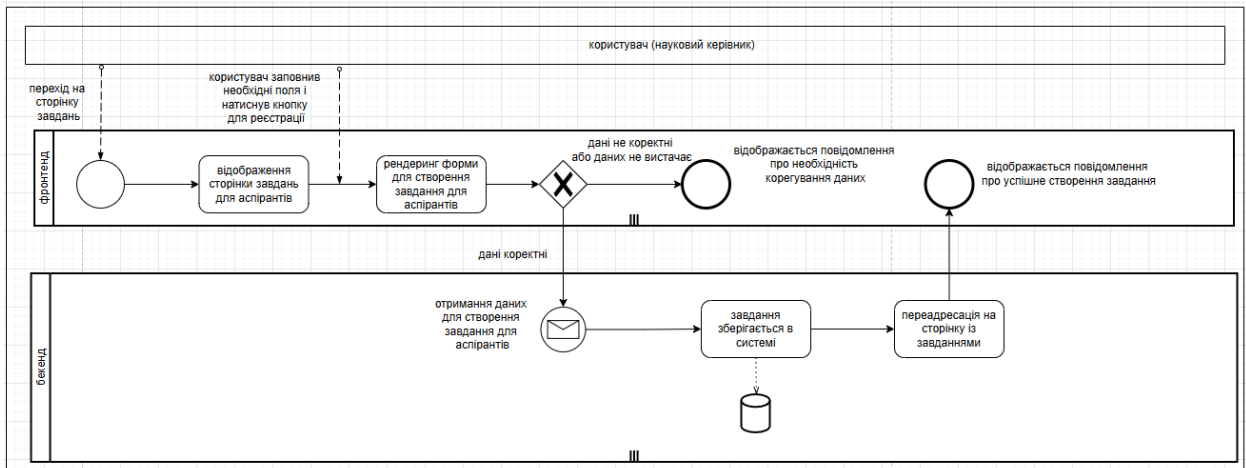 користувач (науковий керівник)
перехід на
сторінку
завдань
користувач заповнив
необхідні поля і
натиснув кнопку
для реєстрації
фронтенд
відображення
сторінки завдань
для аспірантів
рендеринг форми
для створення
завдання для
аспірантів
дані не коректні
або даних не вистачає
відображається повідомлення
про необхідність
корегування даних
відображається повідомлення
про успішне створення завдання
дані коректні
бекенд
отримання даних
для створення
завдання для
аспірантів
завдання
зберігається в
системі
переадресація на
сторінку із
завданнями